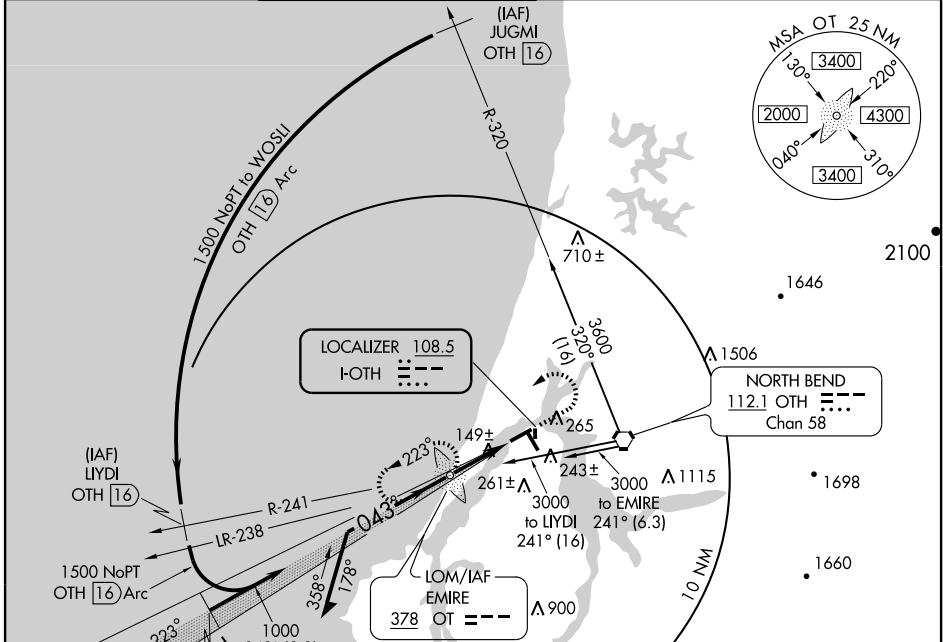 (IAF)
JUGMI
OTH 16
MSA OT 25 NM
130°
3400
220°
2000
4300
040°
3400
310°
R-320
1500 NoPT to WOSLI
OTH 16 Arc
710 ±
2100
1646
3600
320°
(16)
1506
LOCALIZER 108.5
I-OTH
NORTH BEND
112.1 OTH
Chan 58
265
149±
243±
261±
1115
1698
3000
to EMIRE
241° (6.3)
3000
to LIYDI
241° (16)
223°
(IAF)
LIYDI
OTH 16
R-241
LR-238
043°
1500 NoPT
OTH 16 Arc
358°
178°
LOM/IAF
EMIRE
378 OT
900
1660
10 NM
223°
1000